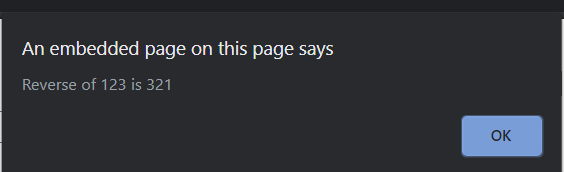 An embedded page on this page says
Reverse of 123 is 321
OK